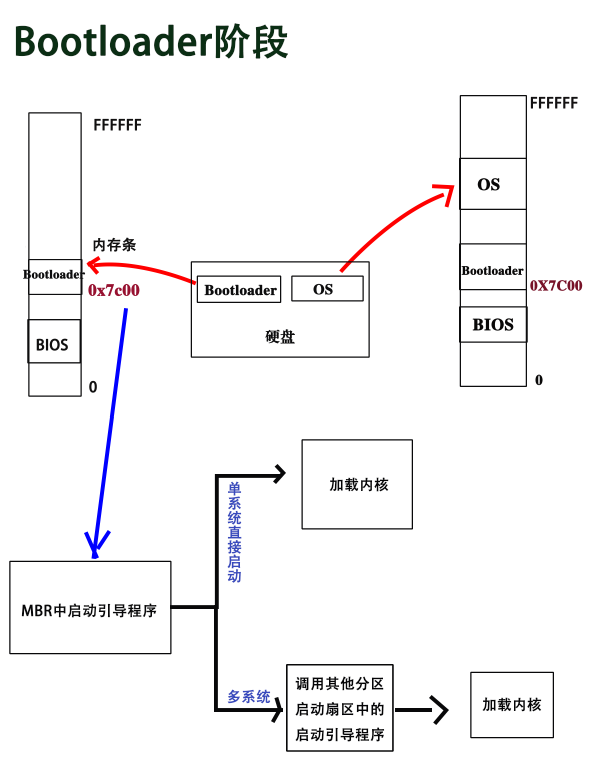 Bootloader阶段
FFFFFF
内存条
Bootloader
0x7c00
BIOS
0
Bootloader
OS
硬盘
FFFFFF
OS
Bootloader
0X7C00
BIOS
0
MBR中启动引导程序
单系统直接启动
加载内核
多系统
调用其他分区
启动扇区中的
启动引导程序
加载内核